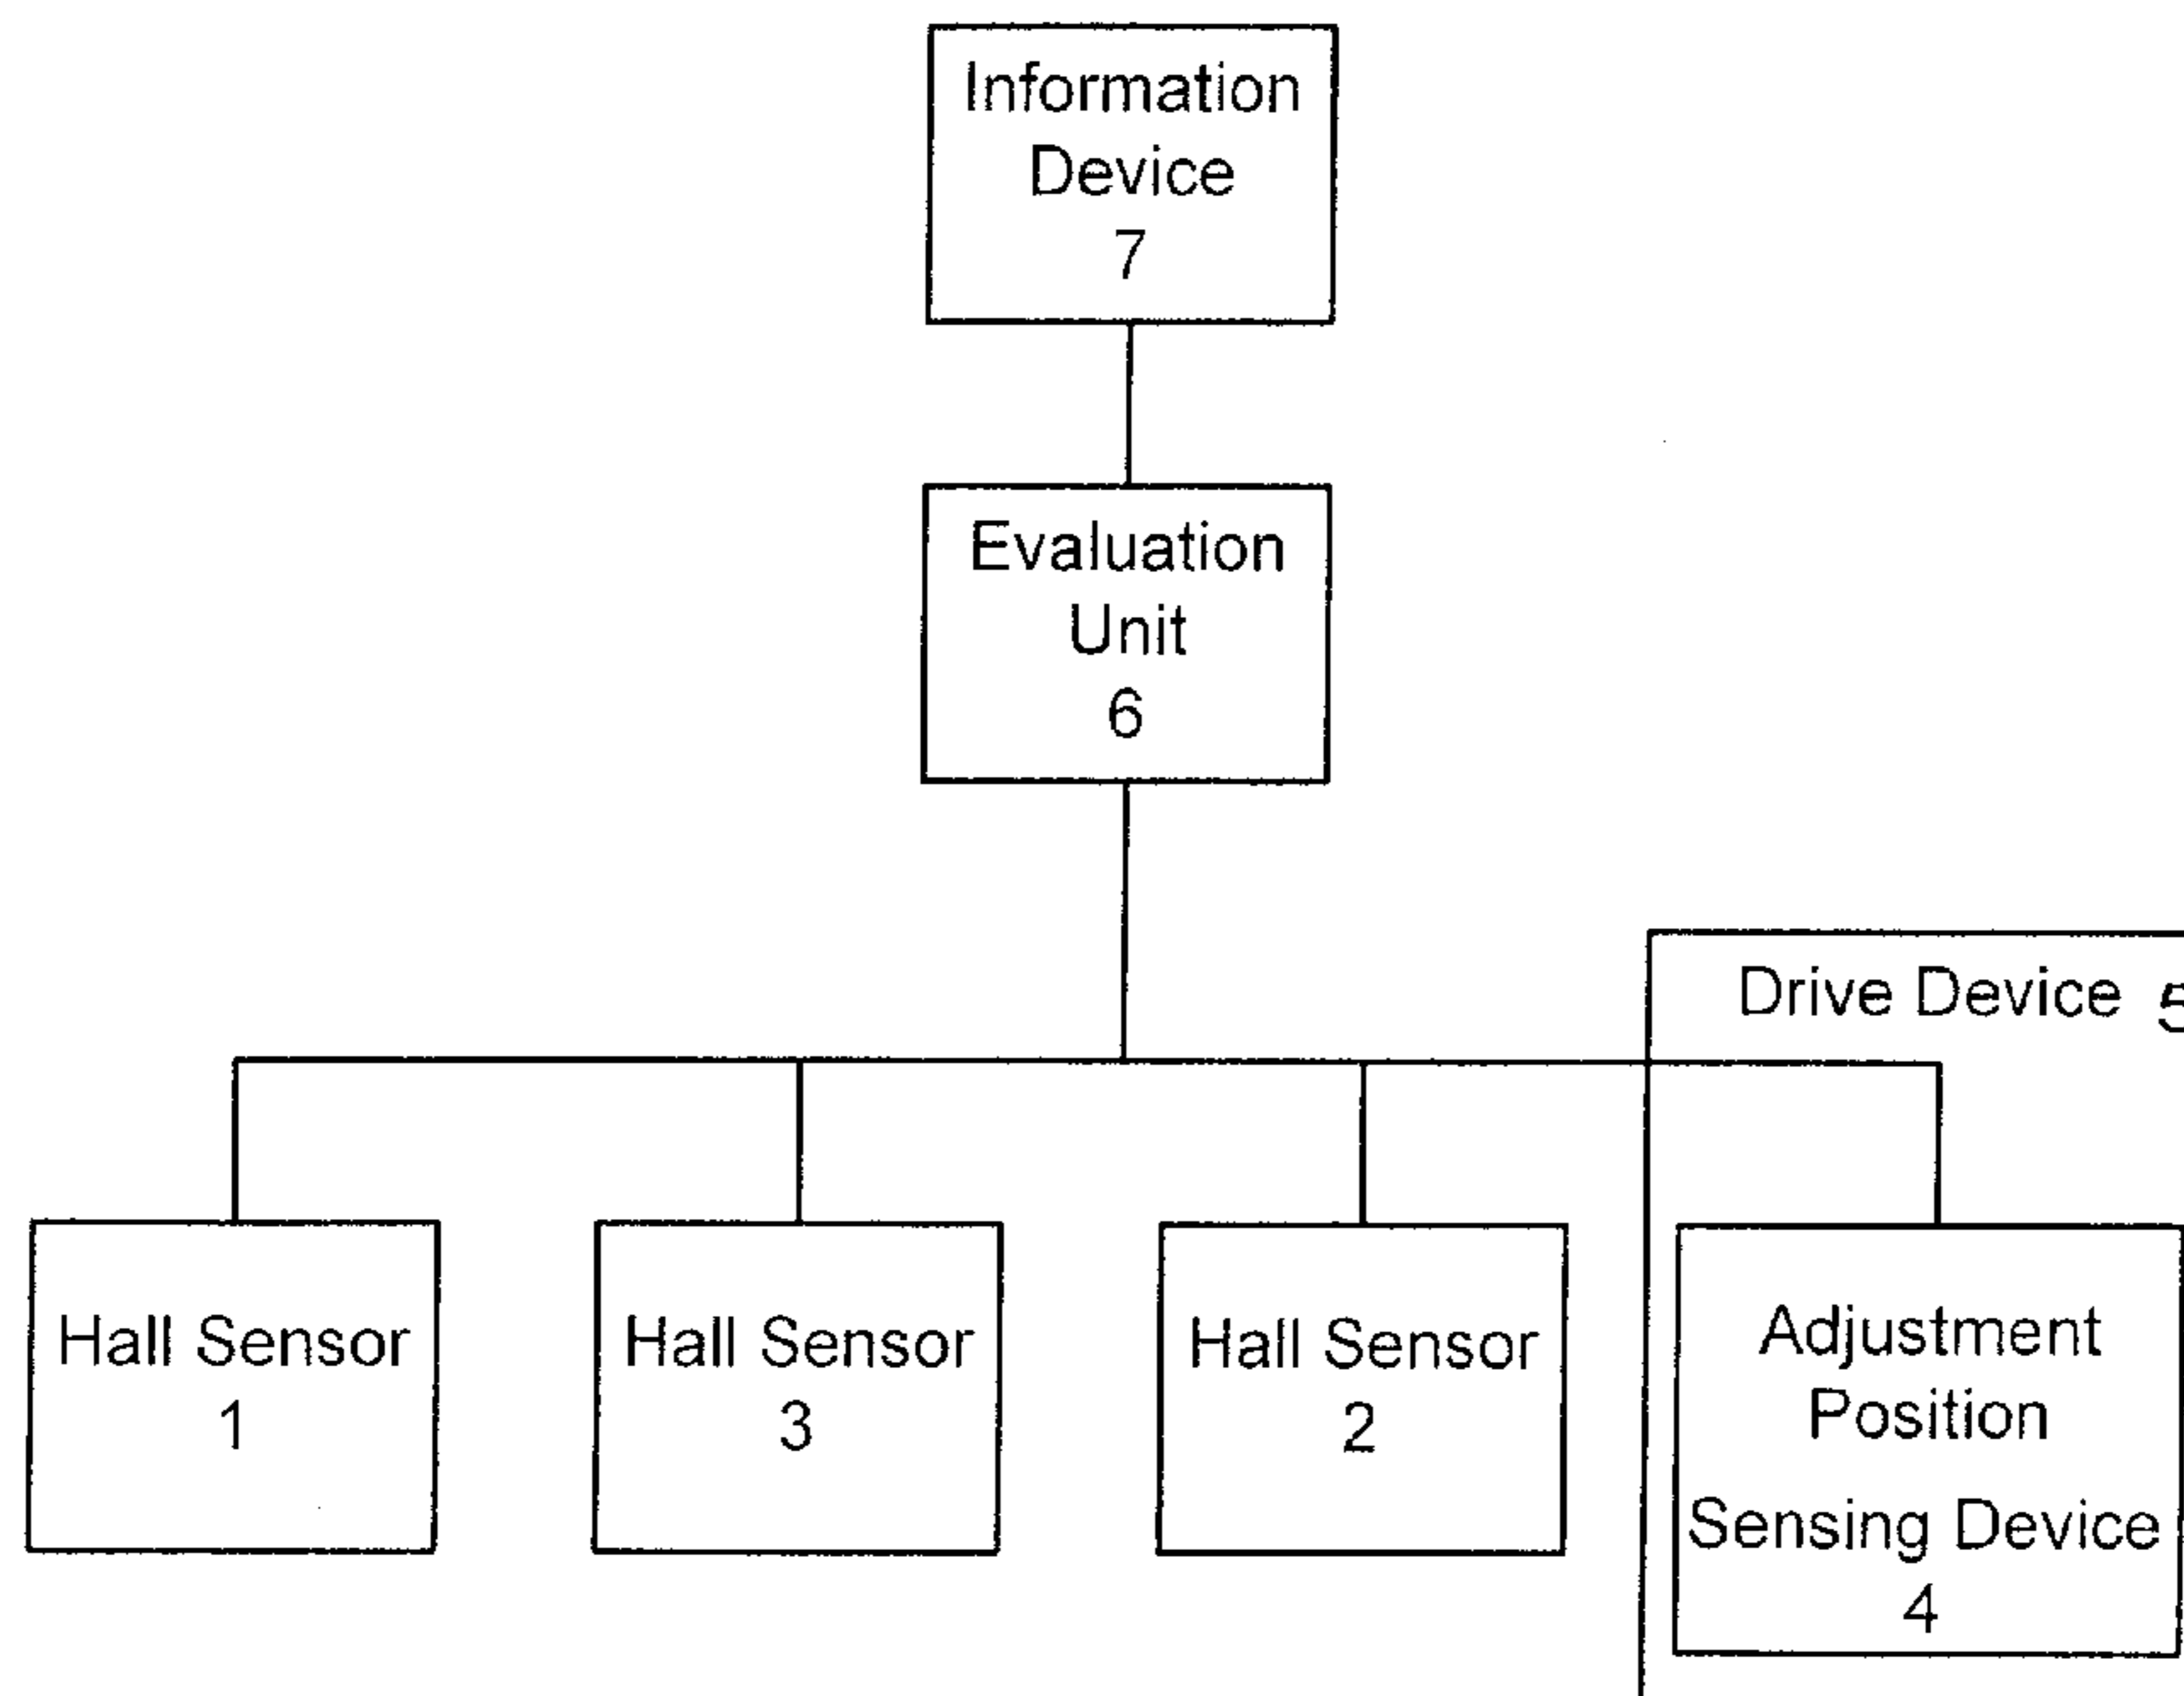 Information
Device
7
Evaluation
Unit
6
Drive Device 5
Hall Sensor
1
Hall Sensor
3
Hall Sensor
2
Adjustment
Position
Sensing Device
4